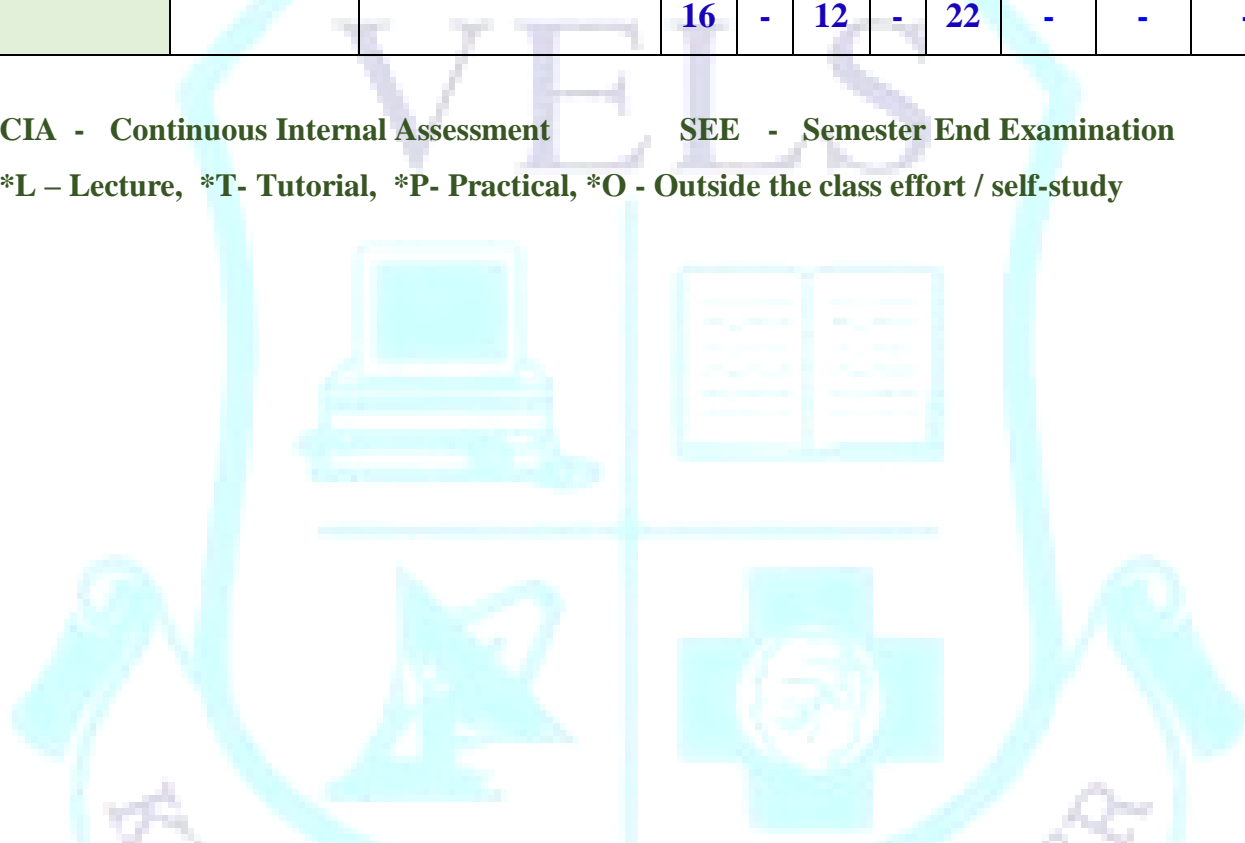 16 - 12 - 22 - - -
VELS
CIA - Continuous Internal Assessment SEE - Semester End Examination
*L – Lecture, *T- Tutorial, *P- Practical, *O - Outside the class effort / self-study
R